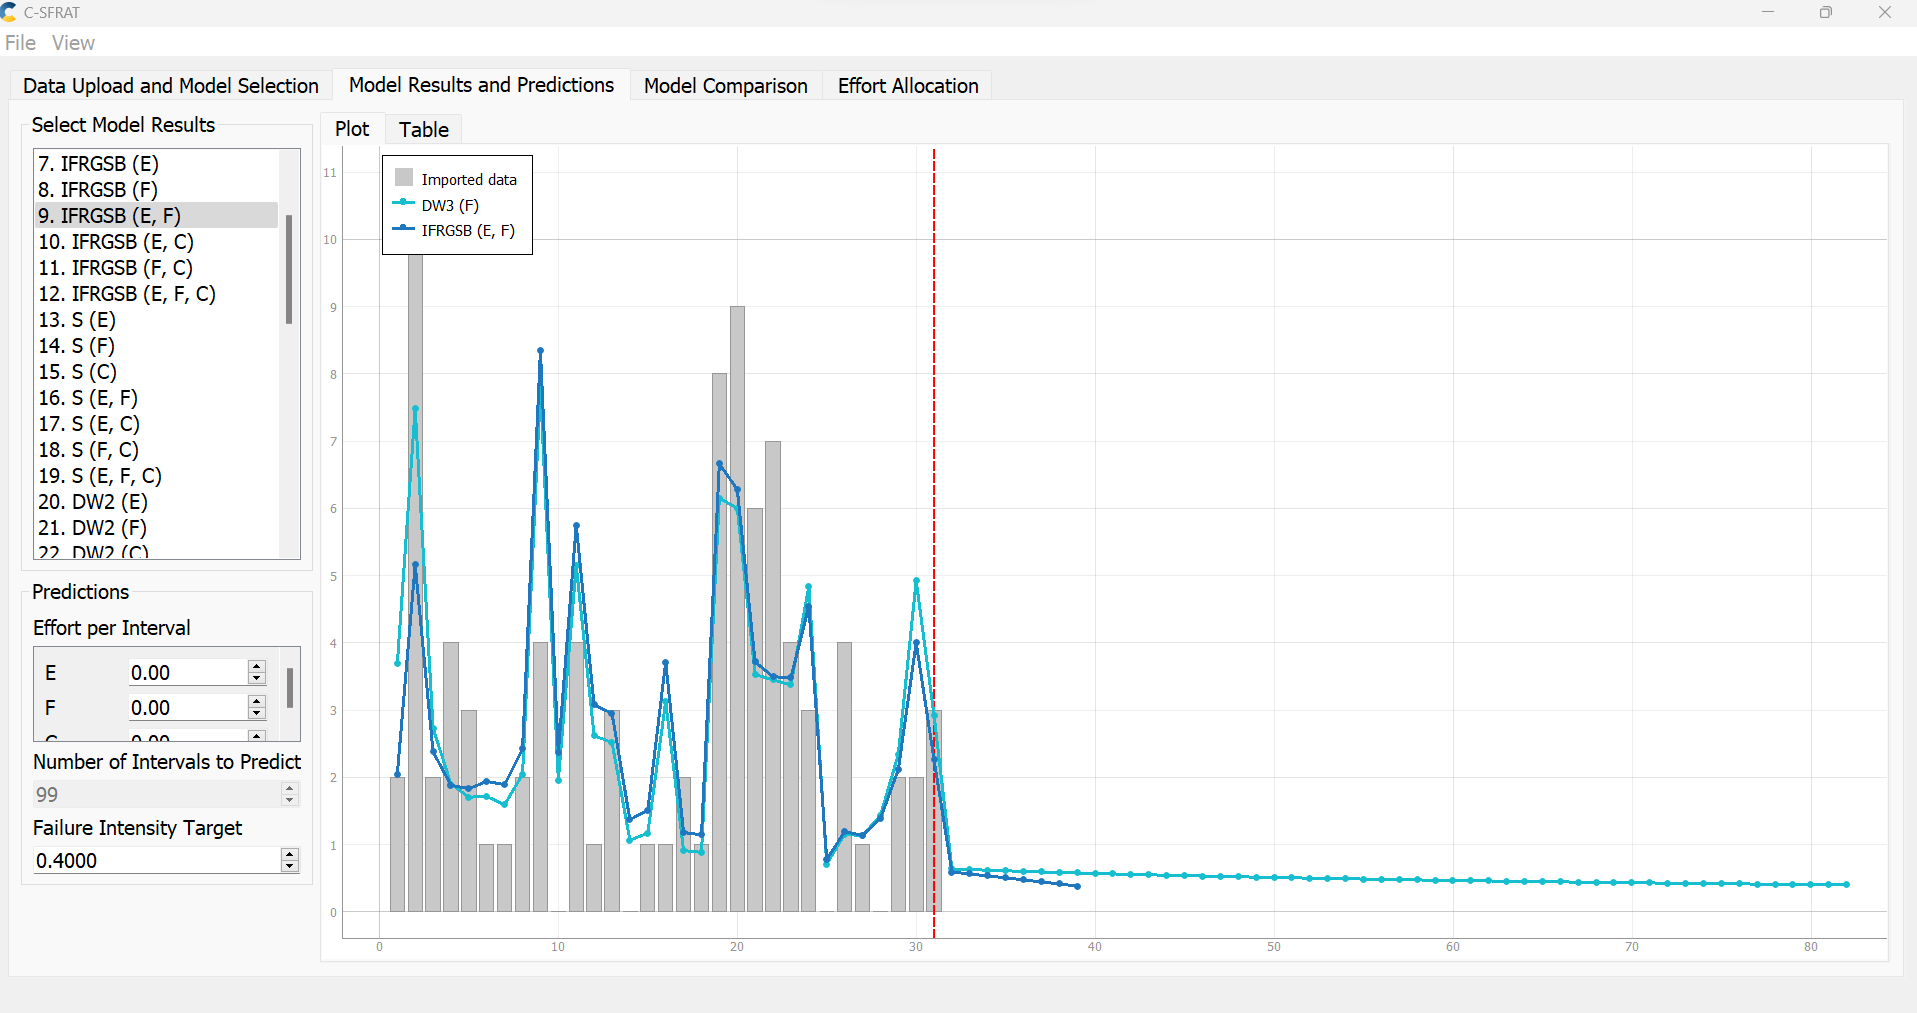 C-SFRAT
File View
Data Upload and Model Selection Model Results and Predictions Model Comparison Effort Allocation
Select Model Results
7. IFRGSB (E)
8. IFRGSB (F)
9. IFRGSB (E, F)
10. IFRGSB (E, C)
11. IFRGSB (F, C)
12. IFRGSB (E, F, C)
13. S (E)
14. S (F)
15. S (C)
16. S (E, F)
17. S (E, C)
18. S (F, C)
19. S (E, F, C)
20. DW2 (E)
21. DW2 (F)
22. DW2 (C)
Predictions
Effort per Interval
E 0.00
F 0.00
C 0.00
Number of Intervals to Predict
99
Failure Intensity Target
0.4000
Plot Table
Imported data
DW3 (F)
IFRGSB (E, F)
11
10
9
8
7
6
5
4
3
2
1
0
0 10 20 30 40 50 60 70 80